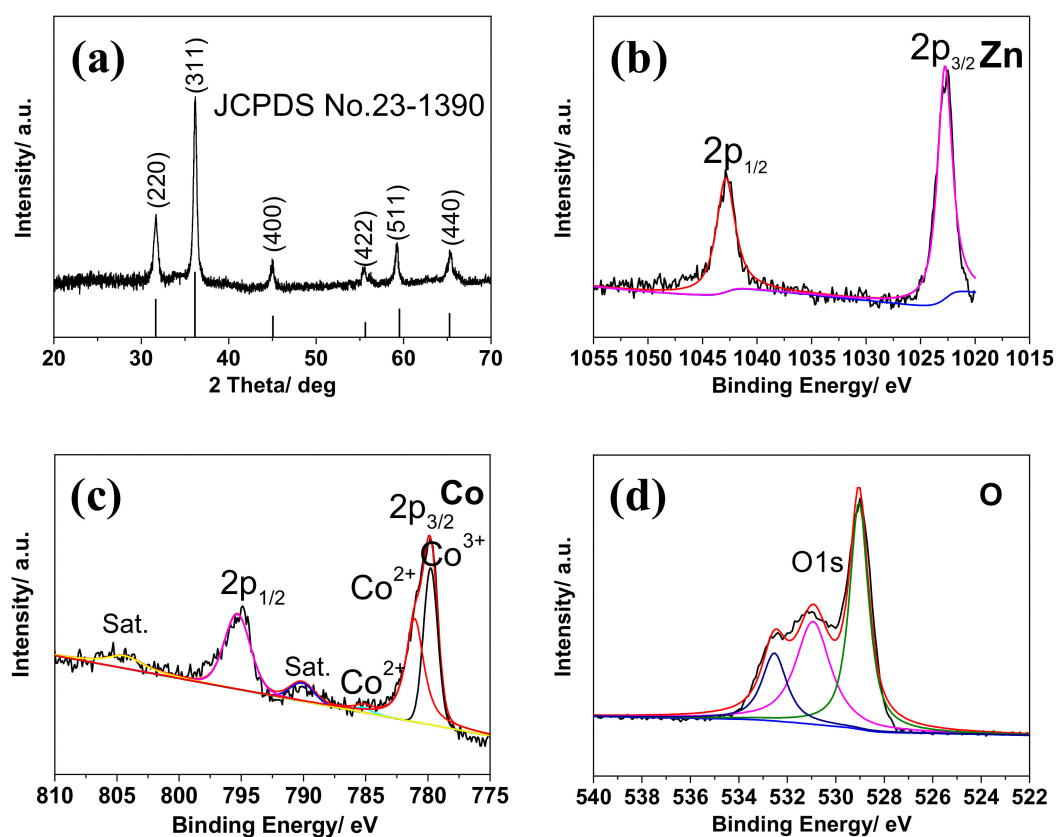 (a)
(220)
(311)
JCPDS No.23-1390
(400)
(422)
(511)
(440)
Intensity/ a.u.
20 30 40 50 60 70
2 Theta/ deg
(b)
2p3/2 Zn
2p1/2
Intensity/ a.u.
1055 1050 1045 1040 1035 1030 1025 1020 1015
Binding Energy/ eV
(c)
Co
2p3/2
Co3+
Co2+
2p1/2
Sat.
Sat.
Co2+
Intensity/ a.u.
810 805 800 795 790 785 780 775
Binding Energy/ eV
(d)
O
O1s
Intensity/ a.u.
540 538 536 534 532 530 528 526 524 522
Binding Energy/ eV